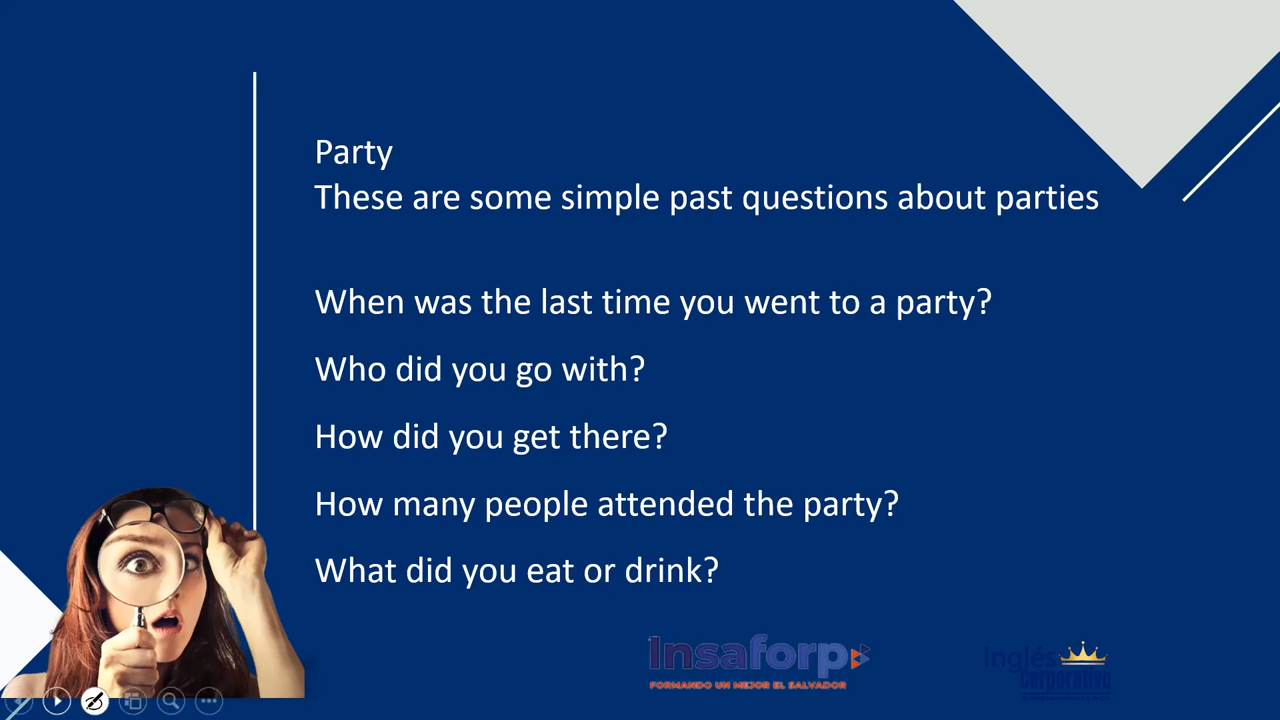 Party
These are some simple past questions about parties
When was the last time you went to a party?
Who did you go with?
How did you get there?
How many people attended the party?
What did you eat or drink?
Insaforp
FORMANDO UN MEJOR EL SALVADOR
Inglés
Corporativo